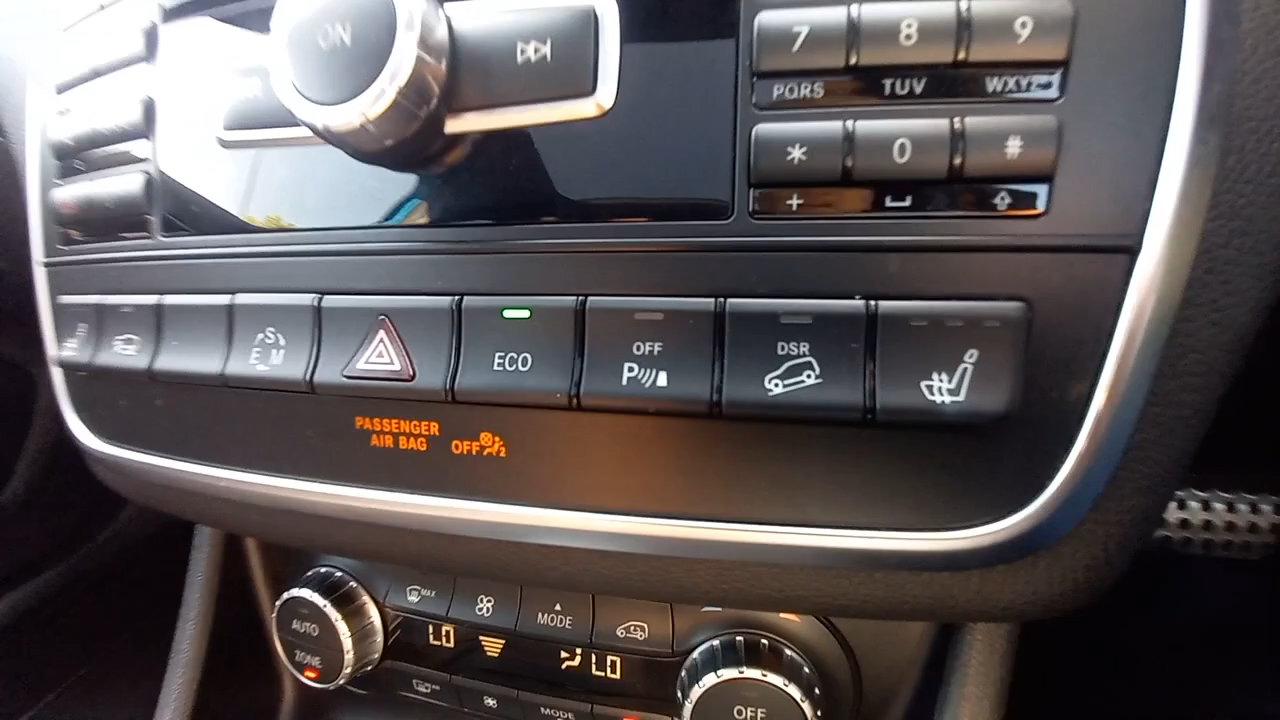 ON
7 8 9
PQRS TUV WXYZ
* 0 #
+
S
E M
ECO
OFF
P
DSR
PASSENGER
AIR BAG OFF 2
AUTO
ZONE
MAX
MODE
LO
LO
MODE
OFF